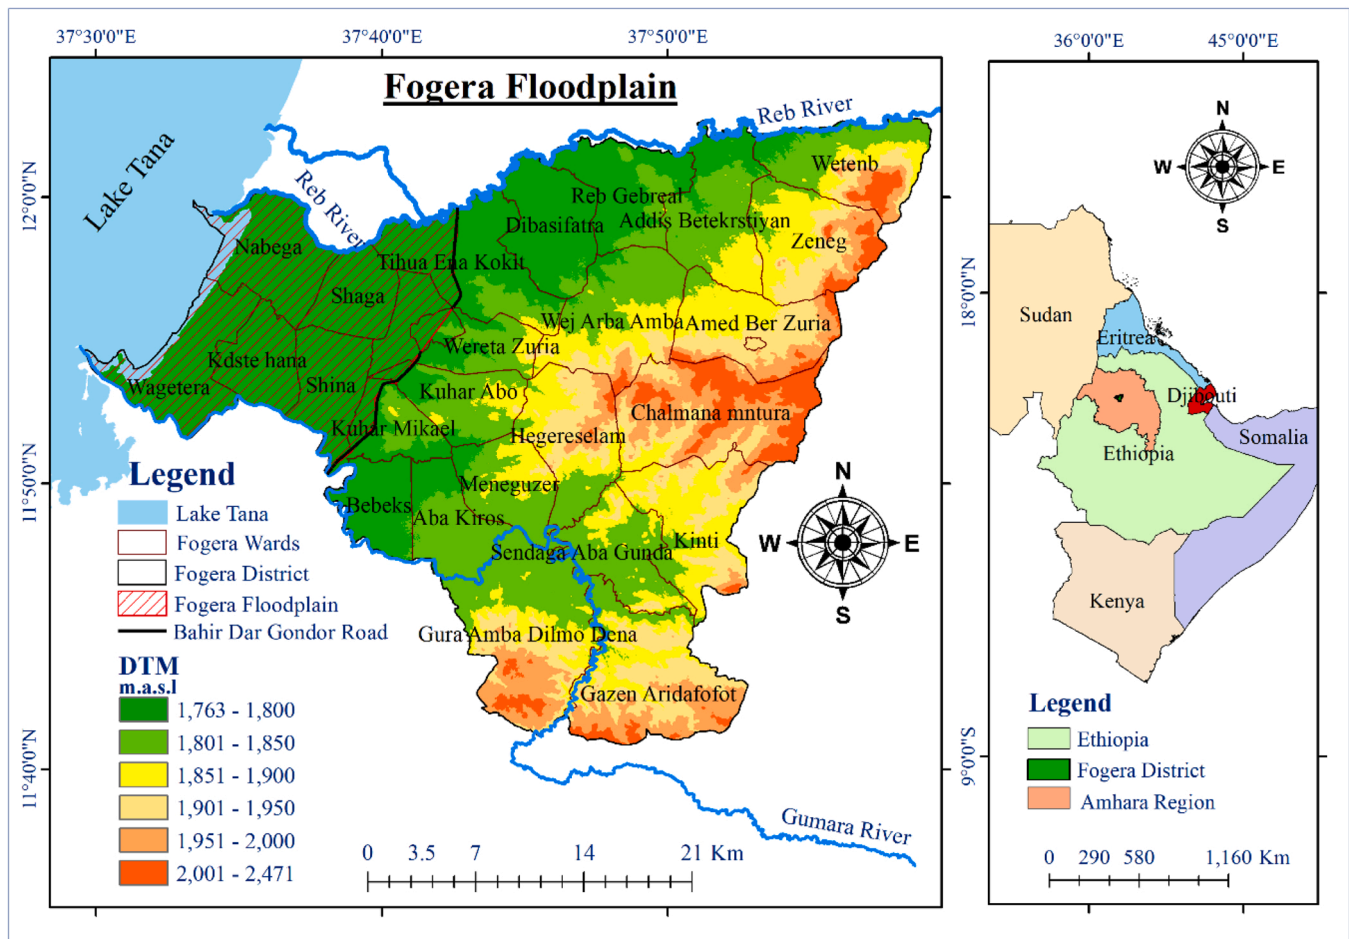 37°30'0"E
37°40'0"E
37°50'0"E
Fogera Floodplain
Reb River
Lake Tana
Reb River
Wetenb
Reb Gebreal
Dibasifatra
Addis Betekrstiyan
Zeneg
Nabega
Tihua Ena Kokit
Shaga
Wej Arba Amba
Amed Ber Zuria
Wereta Zuria
Kdste hana
Wagetera
Shina
Kuhar Abo
Chalmana mntura
Kuhar Mikael
Hegereselam
Meneguzer
Bebeks
Aba Kiros
Sendaga Aba Gunda
Kinti
Gura Amba Dilmo Dena
Gazen Aridafofot
Gumara River
12°0'0"N
11°50'0"N
11°40'0"N
N
W
E
S
Legend
Lake Tana
Fogera Wards
Fogera District
Fogera Floodplain
Bahir Dar Gondor Road
DTM
m.a.s.l
1,763 - 1,800
1,801 - 1,850
1,851 - 1,900
1,901 - 1,950
1,951 - 2,000
2,001 - 2,471
0 3.5 7 14 21 Km
36°0'0"E
45°0'0"E
N
W
E
S
18°0'0"N
9°0'0"S
Sudan
Eritrea
Djibouti
Somalia
Ethiopia
Kenya
Legend
Ethiopia
Fogera District
Amhara Region
0 290 580 1,160 Km